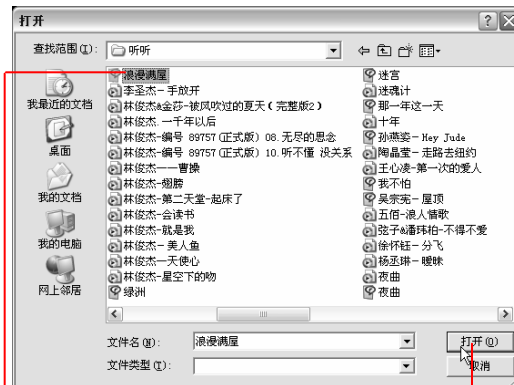 打开
查找范围(I):
听听
我最近的文档
桌面
我的文档
我的电脑
网上邻居
浪漫满屋
李圣杰-手放开
林俊杰&金莎-被风吹过的夏天(完整版2)
林俊杰.一千年以后
林俊杰-编号 89757(正式版) 08.无尽的思念
林俊杰-编号 89757(正式版) 10.听不懂 没关系
林俊杰——曹操
林俊杰-翅膀
林俊杰-第二天堂-起床了
林俊杰-会读书
林俊杰-就是我
林俊杰-美人鱼
林俊杰—天使心
林俊杰-星空下的吻
绿洲
迷宫
迷魂计
那一年这一天
十年
孙燕姿-Hey Jude
陶晶莹-走路去纽约
王心凌-第一次的爱人
我不怕
吴宗宪-屋顶
五佰-浪人情歌
弦子&潘玮柏-不得不爱
徐怀钰-分飞
杨丞琳-暧昧
夜曲
夜曲
文件名(N):
浪漫满屋
打开(O)
文件类型(T):
取消